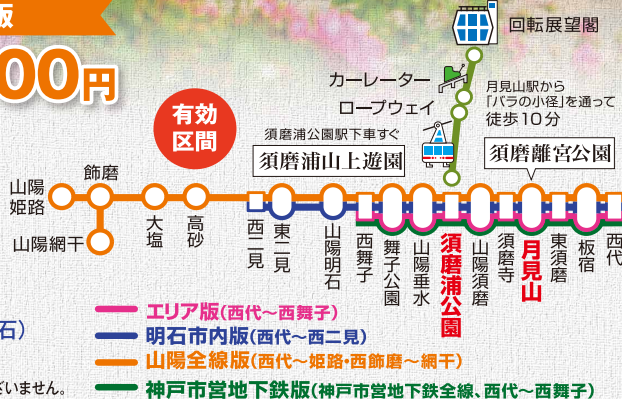 版
00円
有効
区間
回転展望閣
カーレーター
ロープウェイ
月見山駅から
「バラの小径」を通って
徒歩10分
須磨浦公園駅下車すぐ
須磨浦山上遊園
須磨離宮公園
山陽
姫路
飾磨
山陽網干
大塩
高砂
西二見
東二見
山陽明石
西舞子
舞子公園
山陽垂水
須磨浦公園
山陽須磨
須磨寺
月見山
東須磨
板宿
西代
エリア版(西代~西舞子)
明石市内版(西代~西二見)
山陽全線版(西代~姫路・西飾磨~網干)
神戸市営地下鉄版(神戸市営地下鉄全線、西代~西舞子)
石)
ざいません。